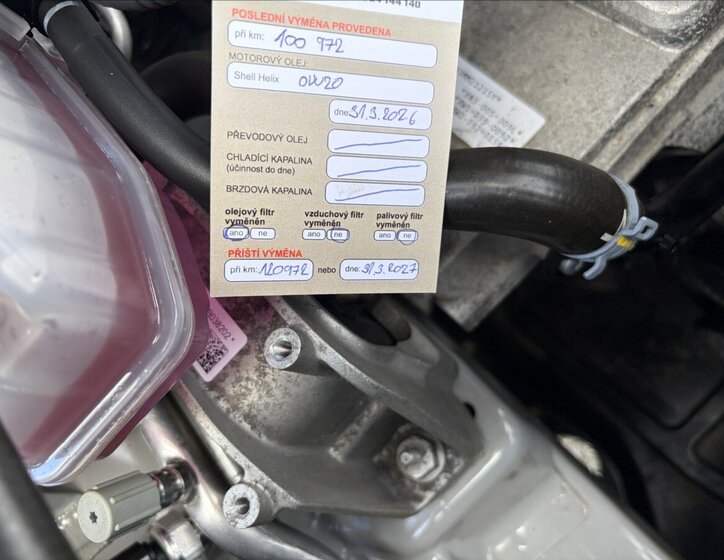 144 140
POSLEDNÍ VÝMĚNA PROVEDENA
při km: 100 972
MOTOROVÝ OLEJ:
Shell Helix 0W20
dne: 31.3.2026
PŘEVODOVÝ OLEJ
CHLADÍCÍ KAPALINA
(účinnost do dne)
BRZDOVÁ KAPALINA
olejový filtr vyměněn
ano ne
vzduchový filtr vyměněn
ano ne
palivový filtr vyměněn
ano ne
PŘÍŠTÍ VÝMĚNA
při km: 120972 nebo dne: 31.3.2027